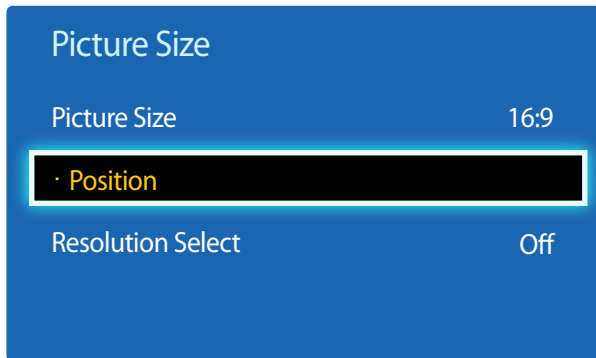 Picture Size
Picture Size 16:9
· Position
Resolution Select Off